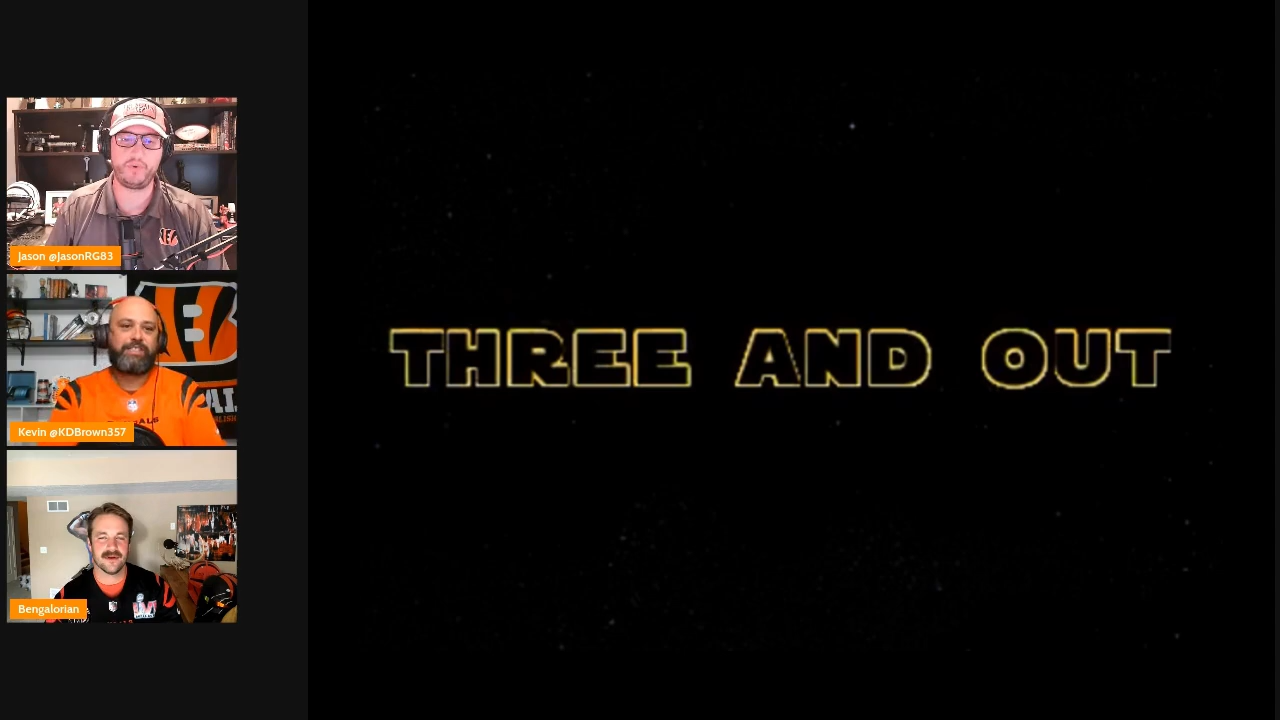 Jason @JasonRG83
Kevin @KDBrown357
Bengalorian
THREE AND OUT